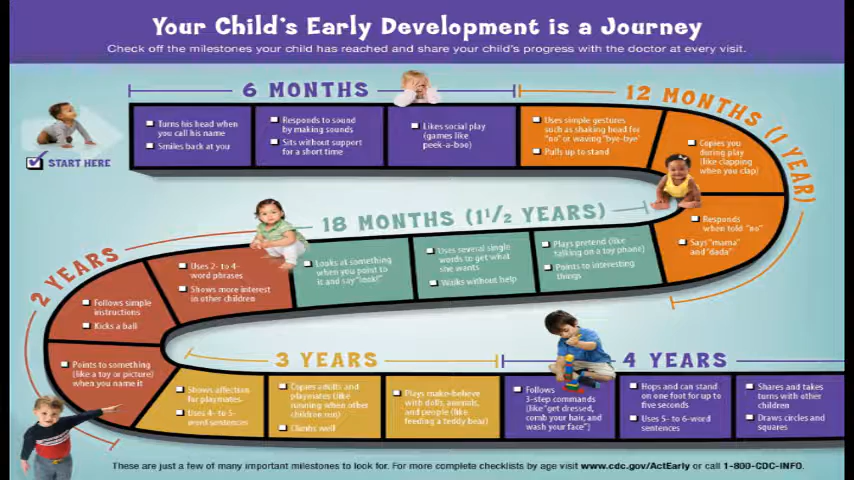 Your Child's Early Development is a Journey
Check off the milestones your child has reached and share your child's progress with the doctor at every visit.
START HERE
6 MONTHS
Turns his head when
you call his name
Smiles back at you
Responds to sound
by making sounds
Sits without support
for a short time
Likes social play
(games like
peek-a-boo)
12 MONTHS (1 YEAR)
Uses simple gestures
such as shaking head for
"no" or waving "bye-bye"
Pulls up to stand
Copies you
during play
(like clapping
when you clap)
Responds
when told "no"
Says "mama"
and "dada"
18 MONTHS (1 1/2 YEARS)
Plays pretend (like
talking on a toy phone)
Points to interesting
things
Uses several single
words to get what
she wants
Walks without help
Looks at something
when you point to
it and say "look!"
2 YEARS
Uses 2- to 4-
word phrases
Shows more interest
in other children
Follows simple
instructions
Kicks a ball
Points to something
(like a toy or picture)
when you name it
3 YEARS
Shows affection
for playmates
Uses 4- to 5-
word sentences
Copies adults and
playmates (like
running when other
children run)
Climbs well
Plays make-believe
with dolls, animals,
and people (like
feeding a teddy bear)
4 YEARS
Follows
3-step commands
(like "get dressed,
comb your hair, and
wash your face")
Hops and can stand
on one foot for up to
five seconds
Uses 5- to 6-word
sentences
Shares and takes
turns with other
children
Draws circles and
squares
These are just a few of many important milestones to look for. For more complete checklists by age visit www.cdc.gov/ActEarly or call 1-800-CDC-INFO.